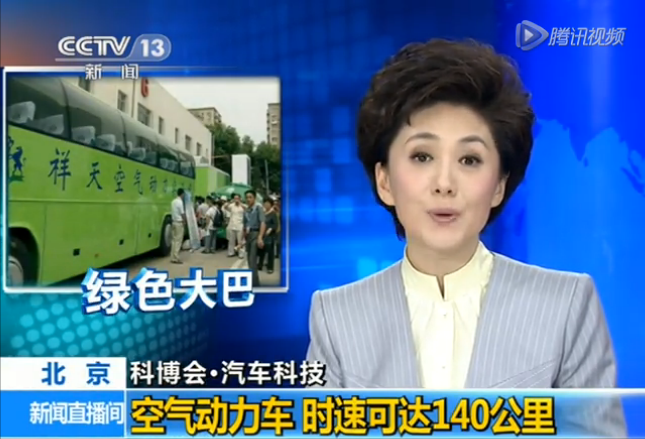 CCTV 13
新闻
腾讯视频
祥天空气动
绿色大巴
北京
科博会·汽车科技
新闻直播间
空气动力车 时速可达140公里